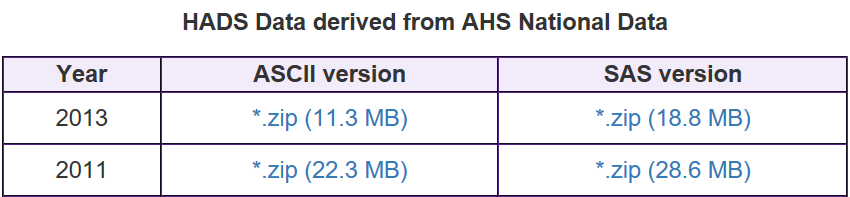 HADS Data derived from AHS National Data
Year ASCII version SAS version
2013 *.zip (11.3 MB) *.zip (18.8 MB)
2011 *.zip (22.3 MB) *.zip (28.6 MB)